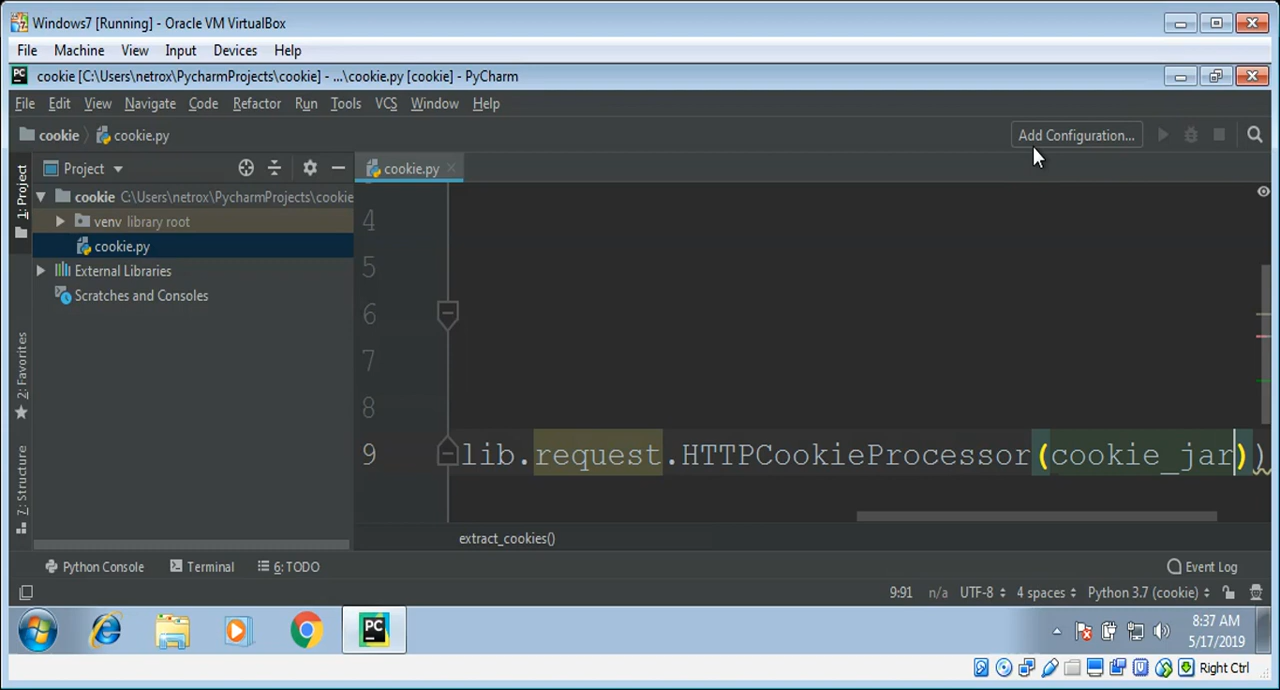 Windows7 [Running] - Oracle VM VirtualBox
File Machine View Input Devices Help
PC cookie [C:\Users\netrox\PycharmProjects\cookie] - ...\cookie.py [cookie] - PyCharm
File Edit View Navigate Code Refactor Run Tools VCS Window Help
cookie cookie.py Add Configuration...
1: Project
Project
cookie.py
cookie C:\Users\netrox\PycharmProjects\cookie
venv library root
cookie.py
External Libraries
Scratches and Consoles
2: Favorites
7: Structure
4
5
6
7
8
9 lib.request.HTTPCookieProcessor(cookie_jar))
extract_cookies()
Python Console Terminal 6: TODO Event Log
9:91 n/a UTF-8 4 spaces Python 3.7 (cookie)
PC
8:37 AM
5/17/2019
Right Ctrl